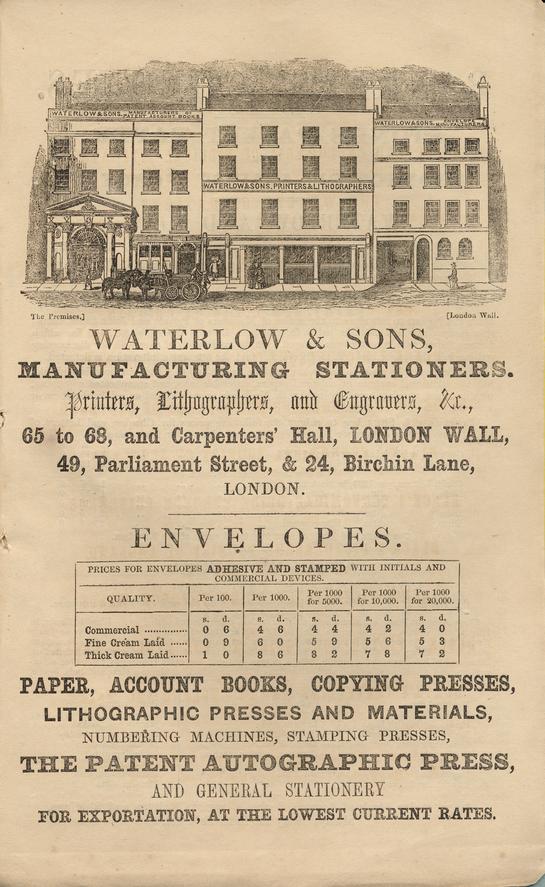 WATERLOW & SONS. MANUFACTURERS OF
PATENT ACCOUNT BOOKS
WATERLOW & SONS. PRINTERS & LITHOGRAPHERS
WATERLOW & SONS. ENVELOPE
MANUFACTURERS
The Premises.]
[London Wall.
WATERLOW & SONS,
MANUFACTURING STATIONERS.
Printers, Lithographers, and Engravers, &c.,
65 to 68, and Carpenters' Hall, LONDON WALL,
49, Parliament Street, & 24, Birchin Lane,
LONDON.
ENVELOPES.
PRICES FOR ENVELOPES ADHESIVE AND STAMPED WITH INITIALS AND
COMMERCIAL DEVICES.
QUALITY. Per 100. Per 1000. Per 1000 for 5000. Per 1000 for 10,000. Per 1000 for 20,000.
s. d. s. d. s. d. s. d. s. d.
Commercial ............... 0 6 4 6 4 4 4 2 4 0
Fine Cream Laid ...... 0 9 6 0 5 9 5 6 5 3
Thick Cream Laid ...... 1 0 8 6 8 2 7 8 7 2
PAPER, ACCOUNT BOOKS, COPYING PRESSES,
LITHOGRAPHIC PRESSES AND MATERIALS,
NUMBERING MACHINES, STAMPING PRESSES,
THE PATENT AUTOGRAPHIC PRESS,
AND GENERAL STATIONERY
FOR EXPORTATION, AT THE LOWEST CURRENT RATES.